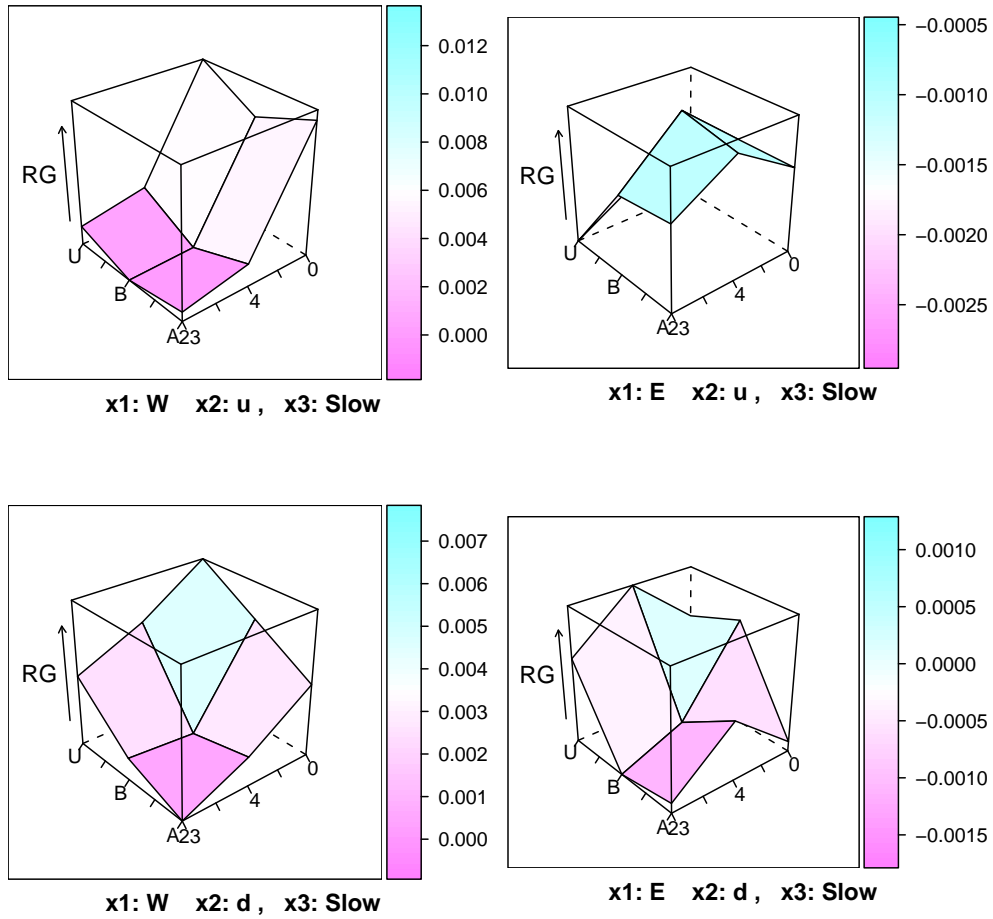 0.012
0.010
0.008
0.006
0.004
0.002
0.000
RG
U
B
A23
4
0
x1: W x2: u , x3: Slow
−0.0005
−0.0010
−0.0015
−0.0020
−0.0025
RG
U
B
A23
4
0
x1: E x2: u , x3: Slow
0.007
0.006
0.005
0.004
0.003
0.002
0.001
0.000
RG
U
B
A23
4
0
x1: W x2: d , x3: Slow
0.0010
0.0005
0.0000
−0.0005
−0.0010
−0.0015
RG
U
B
A23
4
0
x1: E x2: d , x3: Slow